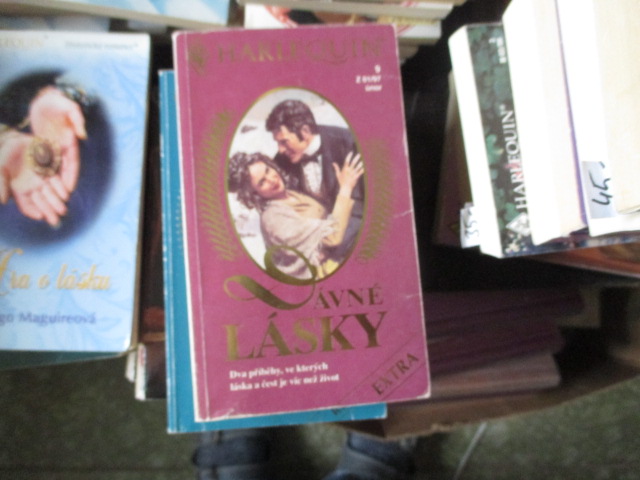 HARLEQUIN
DÁVNÉ
LÁSKY
Dva příběhy, ve kterých
láska a čest je víc než život
EXTRA
Hra o lásku
Maguireová
HARLEQUIN
45